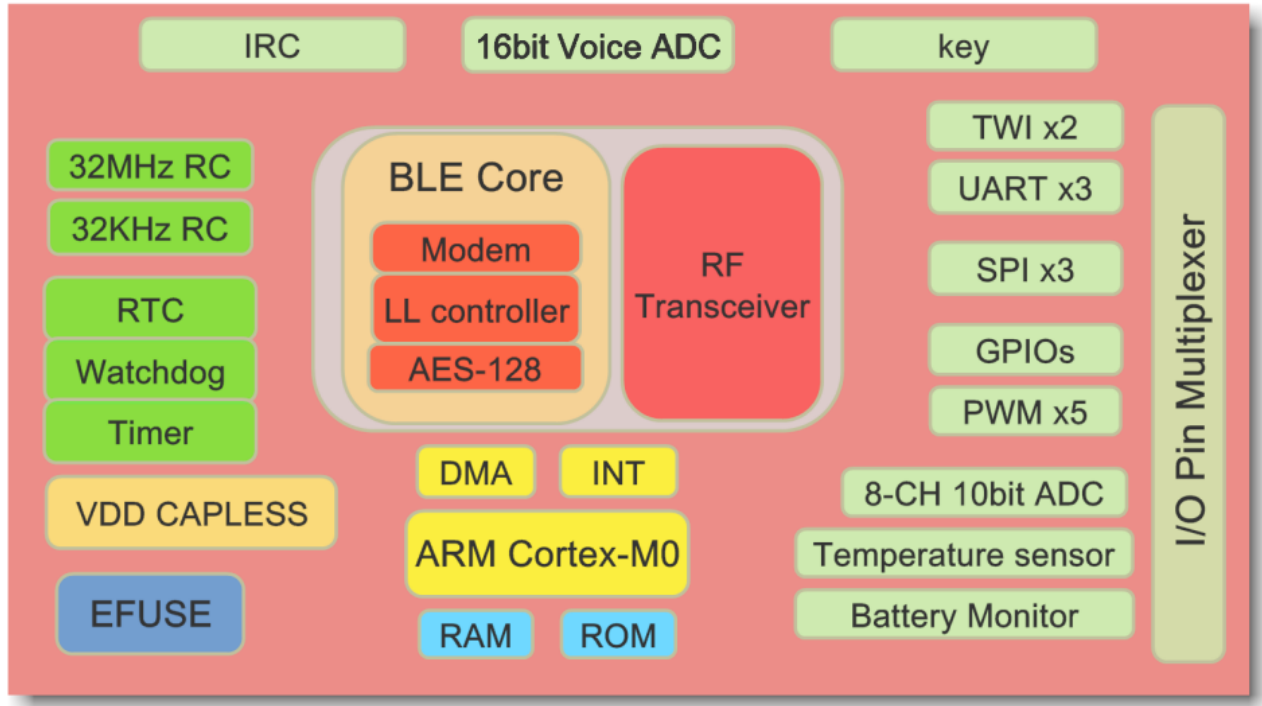 IRC
16bit Voice ADC
key
32MHz RC
32KHz RC
RTC
Watchdog
Timer
VDD CAPLESS
EFUSE
BLE Core
Modem
LL controller
AES-128
RF
Transceiver
DMA
INT
ARM Cortex-M0
RAM
ROM
TWI x2
UART x3
SPI x3
GPIOs
PWM x5
8-CH 10bit ADC
Temperature sensor
Battery Monitor
I/O Pin Multiplexer